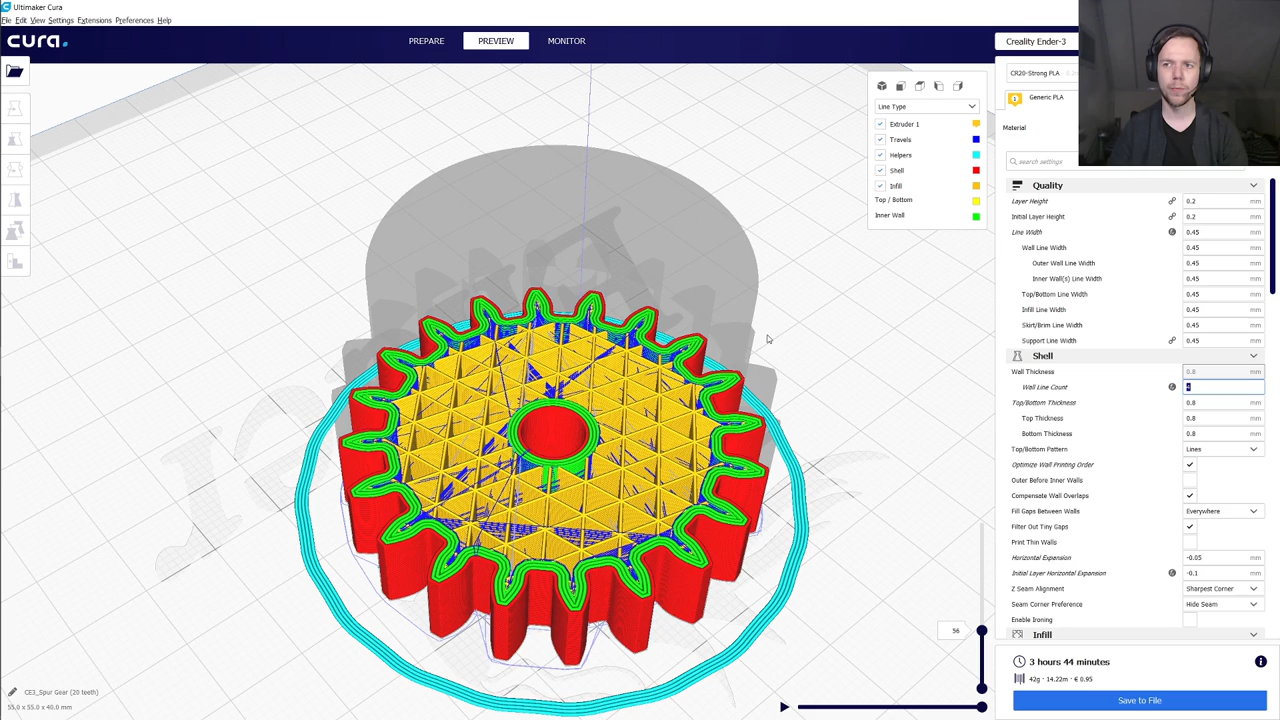 Ultimaker Cura
File Edit View Settings Extensions Preferences Help
cura.
PREPARE PREVIEW MONITOR
Creality Ender-3
CR20-Strong PLA
Generic PLA
Material
search settings
Line Type
Extruder 1
Travels
Helpers
Shell
Infill
Top / Bottom
Inner Wall
Quality
Layer Height 0.2 mm
Initial Layer Height 0.2 mm
Line Width 0.45 mm
Wall Line Width 0.45 mm
Outer Wall Line Width 0.45 mm
Inner Wall(s) Line Width 0.45 mm
Top/Bottom Line Width 0.45 mm
Infill Line Width 0.45 mm
Skirt/Brim Line Width 0.45 mm
Support Line Width 0.45 mm
Shell
Wall Thickness 0.8 mm
Wall Line Count
Top/Bottom Thickness 0.8 mm
Top Thickness 0.8 mm
Bottom Thickness 0.8 mm
Top/Bottom Pattern Lines
Optimize Wall Printing Order
Outer Before Inner Walls
Compensate Wall Overlaps
Fill Gaps Between Walls Everywhere
Filter Out Tiny Gaps
Print Thin Walls
Horizontal Expansion -0.05 mm
Initial Layer Horizontal Expansion -0.1 mm
Z Seam Alignment Sharpest Corner
Seam Corner Preference Hide Seam
Enable Ironing
Infill
56
3 hours 44 minutes
42g · 14.22m · € 0.95
Save to File
CE3_Spur Gear (20 teeth)
55.0 x 55.0 x 40.0 mm